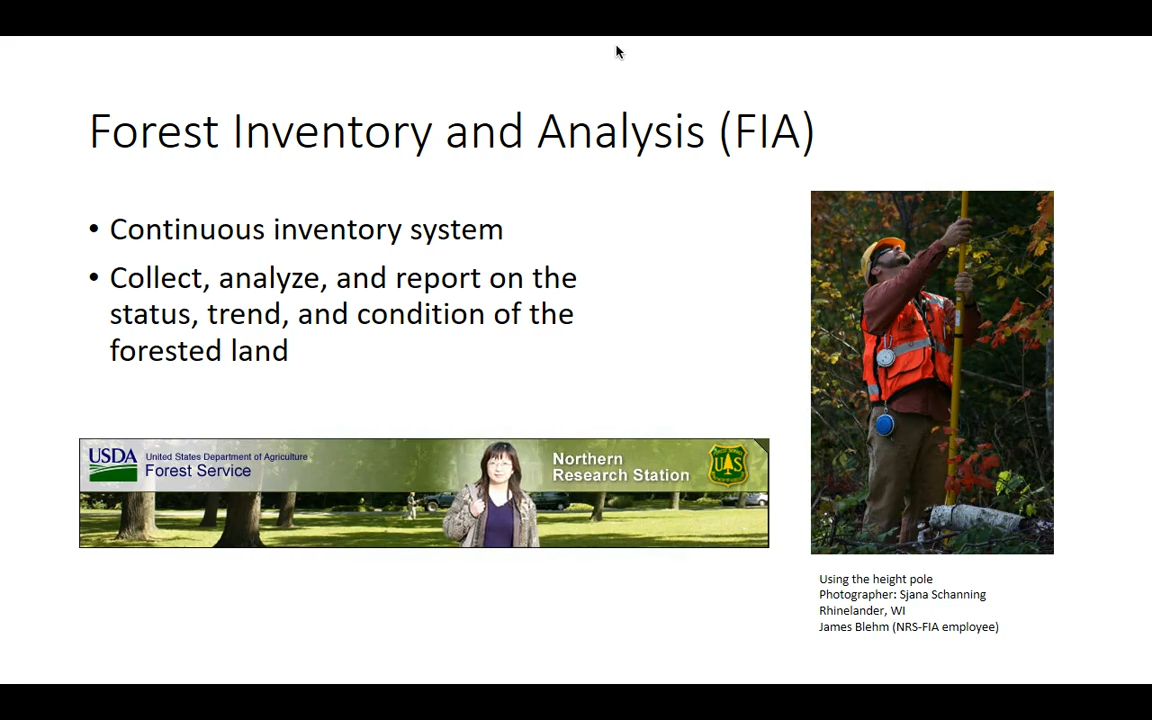 Forest Inventory and Analysis (FIA)
• Continuous inventory system
• Collect, analyze, and report on the
status, trend, and condition of the
forested land
USDA
United States Department of Agriculture
Forest Service
Northern
Research Station
U S
Using the height pole
Photographer: Sjana Schanning
Rhinelander, WI
James Blehm (NRS-FIA employee)